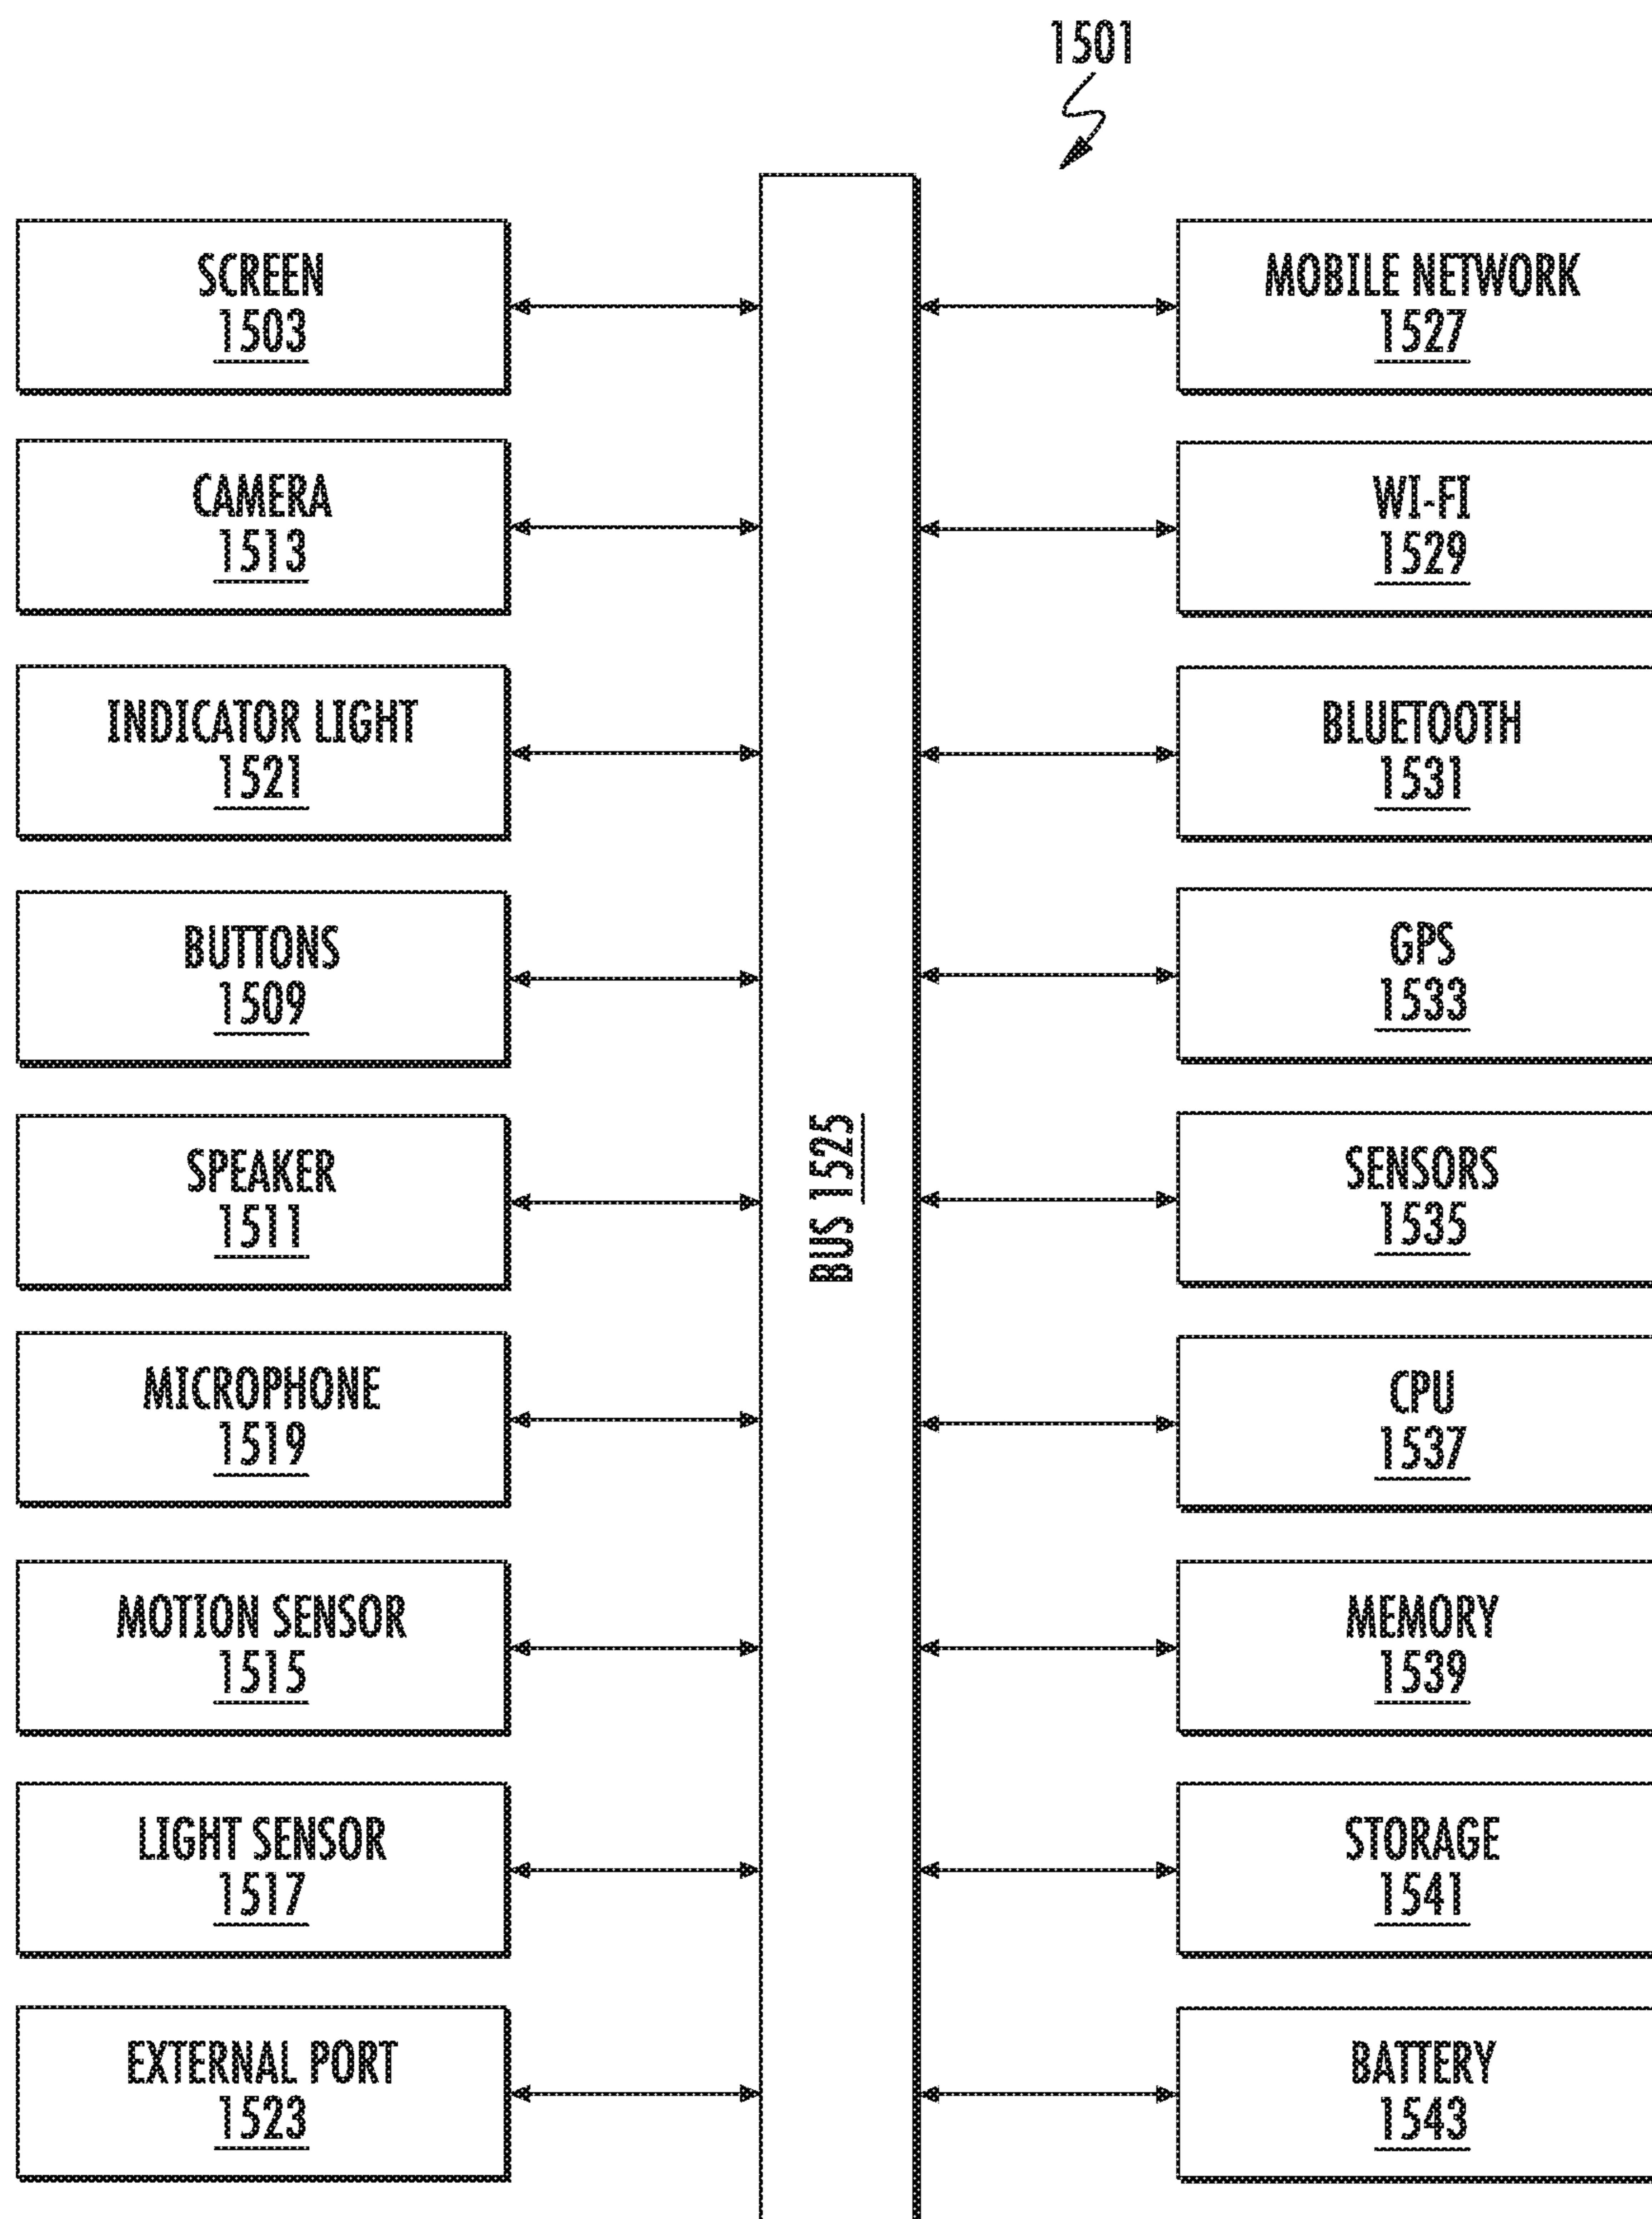 1501
SCREEN
1503
CAMERA
1513
INDICATOR LIGHT
1521
BUTTONS
1509
SPEAKER
1511
MICROPHONE
1519
MOTION SENSOR
1515
LIGHT SENSOR
1517
EXTERNAL PORT
1523
BUS 1525
MOBILE NETWORK
1527
WI-FI
1529
BLUETOOTH
1531
GPS
1533
SENSORS
1535
CPU
1537
MEMORY
1539
STORAGE
1541
BATTERY
1543